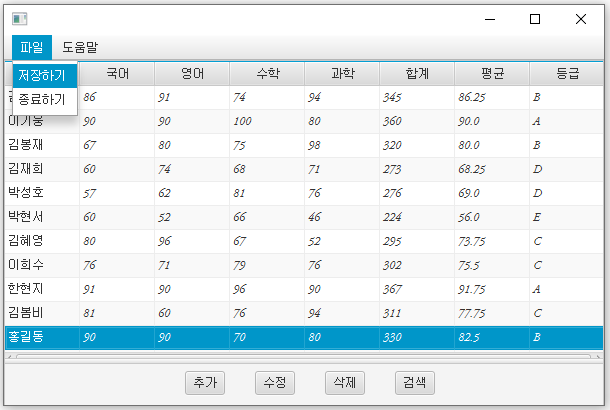 파일 도움말
저장하기
종료하기
국어 영어 수학 과학 합계 평균 등급
86 91 74 94 345 86.25 B
이기웅 90 90 100 80 360 90.0 A
김봉재 67 80 75 98 320 80.0 B
김재희 60 74 68 71 273 68.25 D
박성호 57 62 81 76 276 69.0 D
박현서 60 52 66 46 224 56.0 E
김혜영 80 96 67 52 295 73.75 C
이희수 76 71 79 76 302 75.5 C
한현지 91 90 96 90 367 91.75 A
김봄비 81 60 76 94 311 77.75 C
홍길동 90 90 70 80 330 82.5 B
추가 수정 삭제 검색